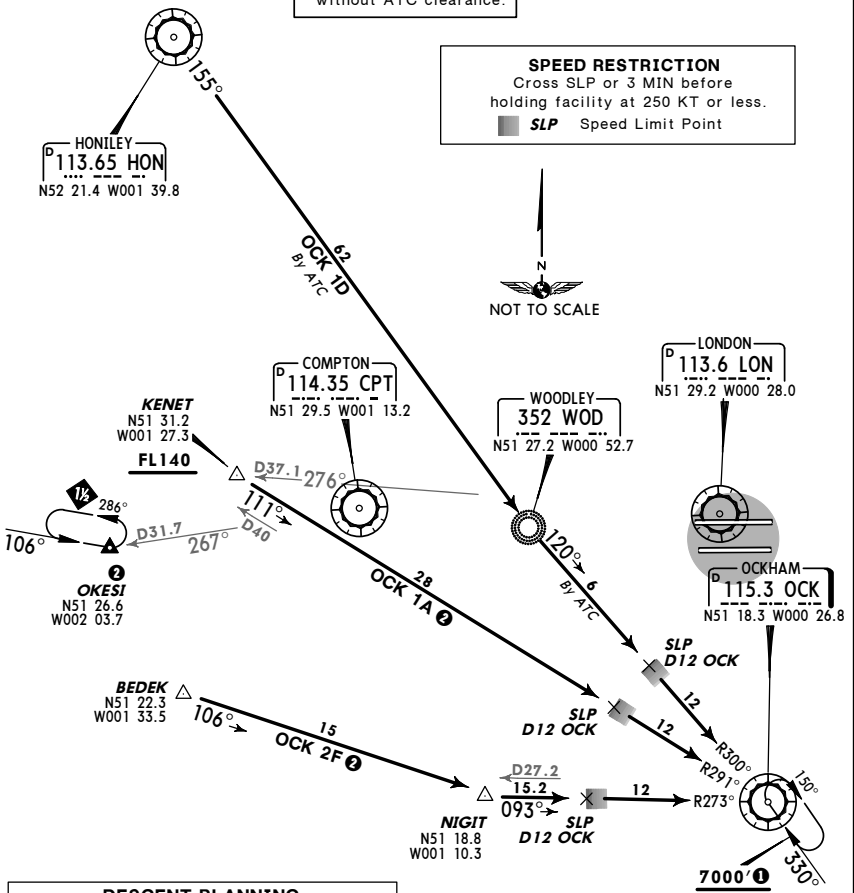 without ATC clearance.
SPEED RESTRICTION
Cross SLP or 3 MIN before
holding facility at 250 KT or less.
SLP Speed Limit Point
155°
HONILEY
D 113.65 HON
N52 21.4 W001 39.8
62
OCK 1D
By ATC
N
NOT TO SCALE
LONDON
D 113.6 LON
N51 29.2 W000 28.0
COMPTON
D 114.35 CPT
N51 29.5 W001 13.2
WOODLEY
352 WOD
N51 27.2 W000 52.7
KENET
N51 31.2
W001 27.3
FL140
D37.1 276°
111°
D40
1½
286°
106°
D31.7
267°
2
OKESI
N51 26.6
W002 03.7
28
OCK 1A 2
120°
6
By ATC
OCKHAM
D 115.3 OCK
N51 18.3 W000 26.8
SLP
D12 OCK
12
R300°
BEDEK
N51 22.3
W001 33.5
106°
15
OCK 2F 2
SLP
D12 OCK
12
R291°
D27.2
15.2
093°
12
R273°
NIGIT
N51 18.8
W001 10.3
SLP
D12 OCK
150°
330°
7000' 1
DESCENT PLANNING